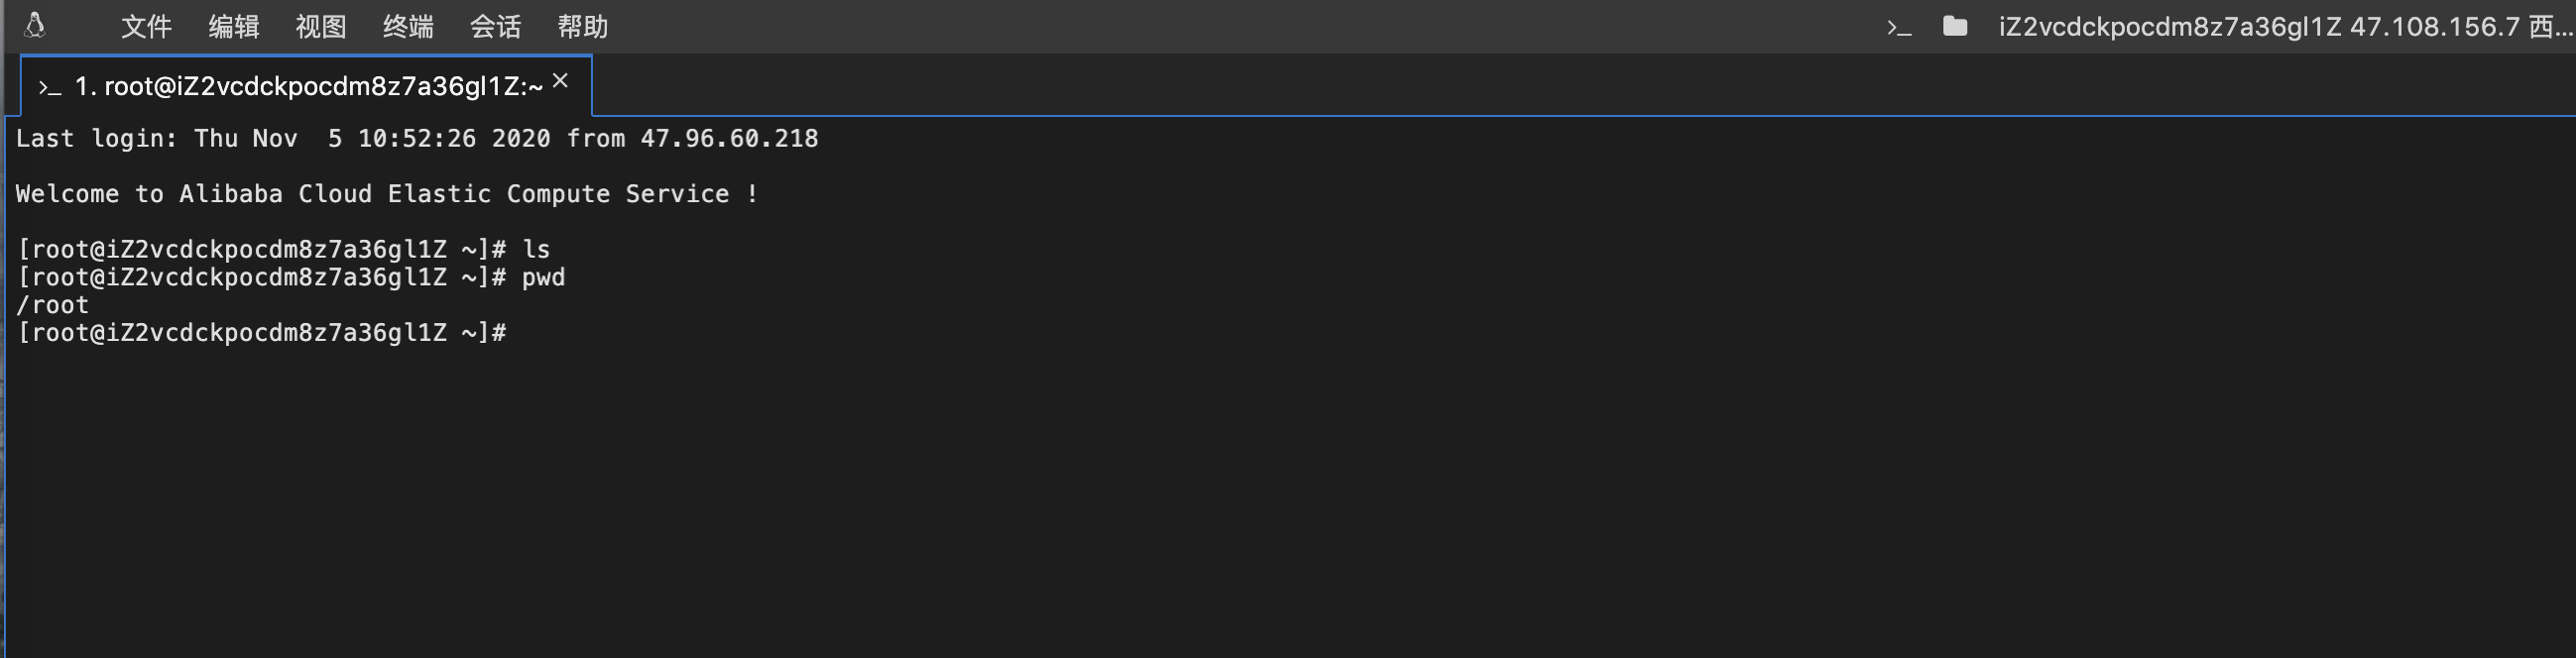 文件 编辑 视图 终端 会话 帮助 >_ iZ2vcdckpocdm8z7a36gl1Z 47.108.156.7 西...
>_ 1. root@iZ2vcdckpocdm8z7a36gl1Z:~ ×
Last login: Thu Nov  5 10:52:26 2020 from 47.96.60.218
Welcome to Alibaba Cloud Elastic Compute Service !
[root@iZ2vcdckpocdm8z7a36gl1Z ~]# ls
[root@iZ2vcdckpocdm8z7a36gl1Z ~]# pwd
/root
[root@iZ2vcdckpocdm8z7a36gl1Z ~]#